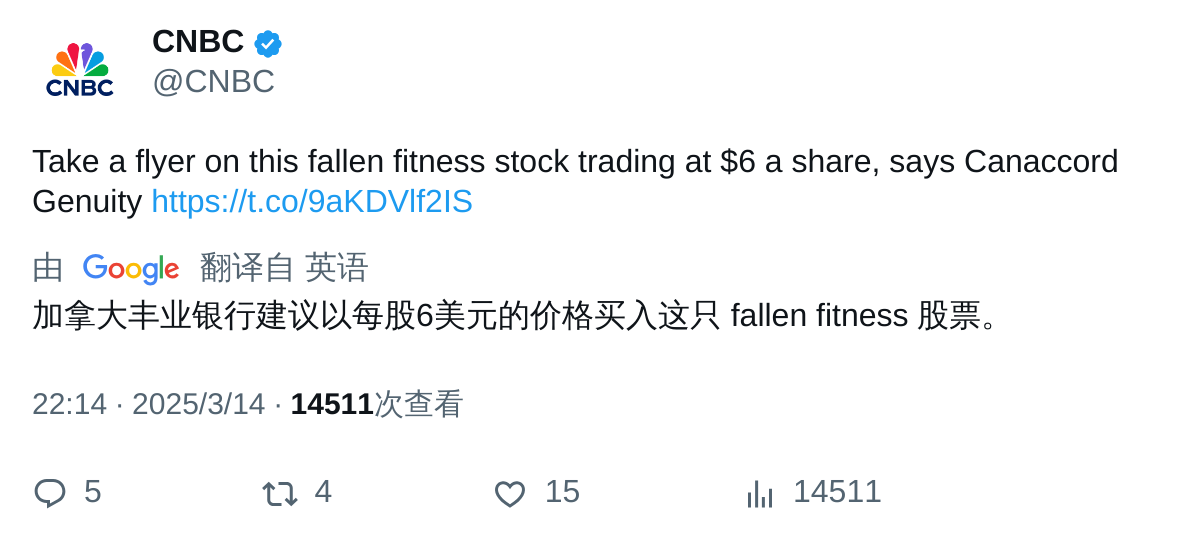 CNBC
CNBC
@CNBC
Take a flyer on this fallen fitness stock trading at $6 a share, says Canaccord
Genuity https://t.co/9aKDVlf2IS
由 Google 翻译自 英语
加拿大丰业银行建议以每股6美元的价格买入这只 fallen fitness 股票。
22:14 · 2025/3/14 · 14511次查看
5 4 15 14511